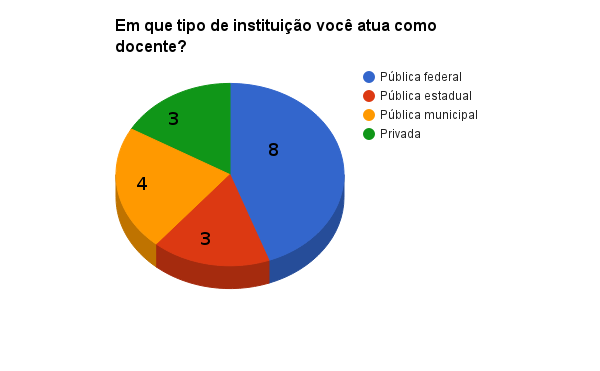 Em que tipo de instituição você atua como
docente?
Pública federal
Pública estadual
Pública municipal
Privada
3
8
4
3